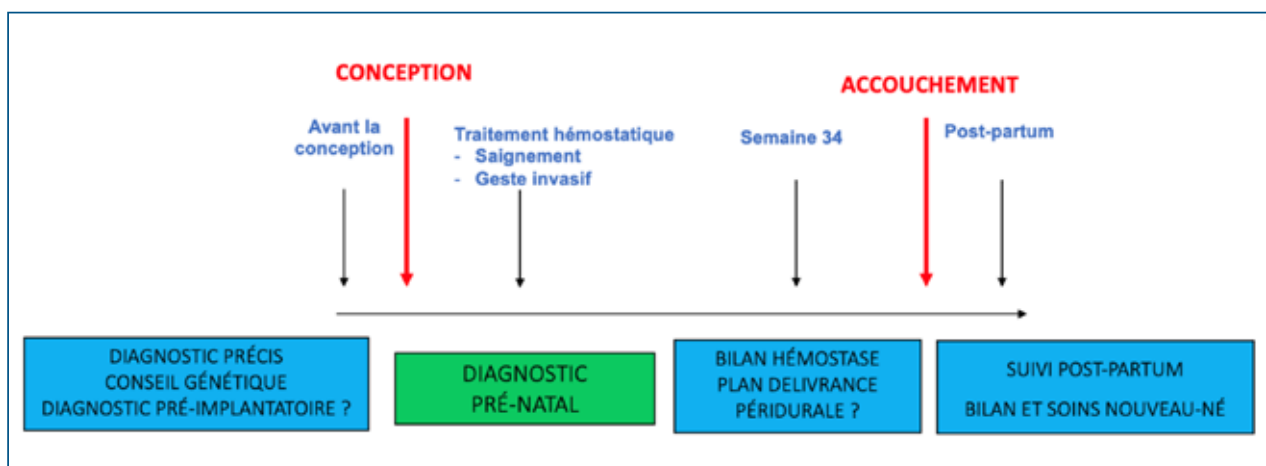 CONCEPTION
ACCOUCHEMENT
Avant la
conception
Traitement hémostatique
- Saignement
- Geste invasif
Semaine 34
Post-partum
DIAGNOSTIC PRÉCIS
CONSEIL GÉNÉTIQUE
DIAGNOSTIC PRÉ-IMPLANTATOIRE ?
DIAGNOSTIC
PRÉ-NATAL
BILAN HÉMOSTASE
PLAN DELIVRANCE
PÉRIDURALE ?
SUIVI POST-PARTUM
BILAN ET SOINS NOUVEAU-NÉ